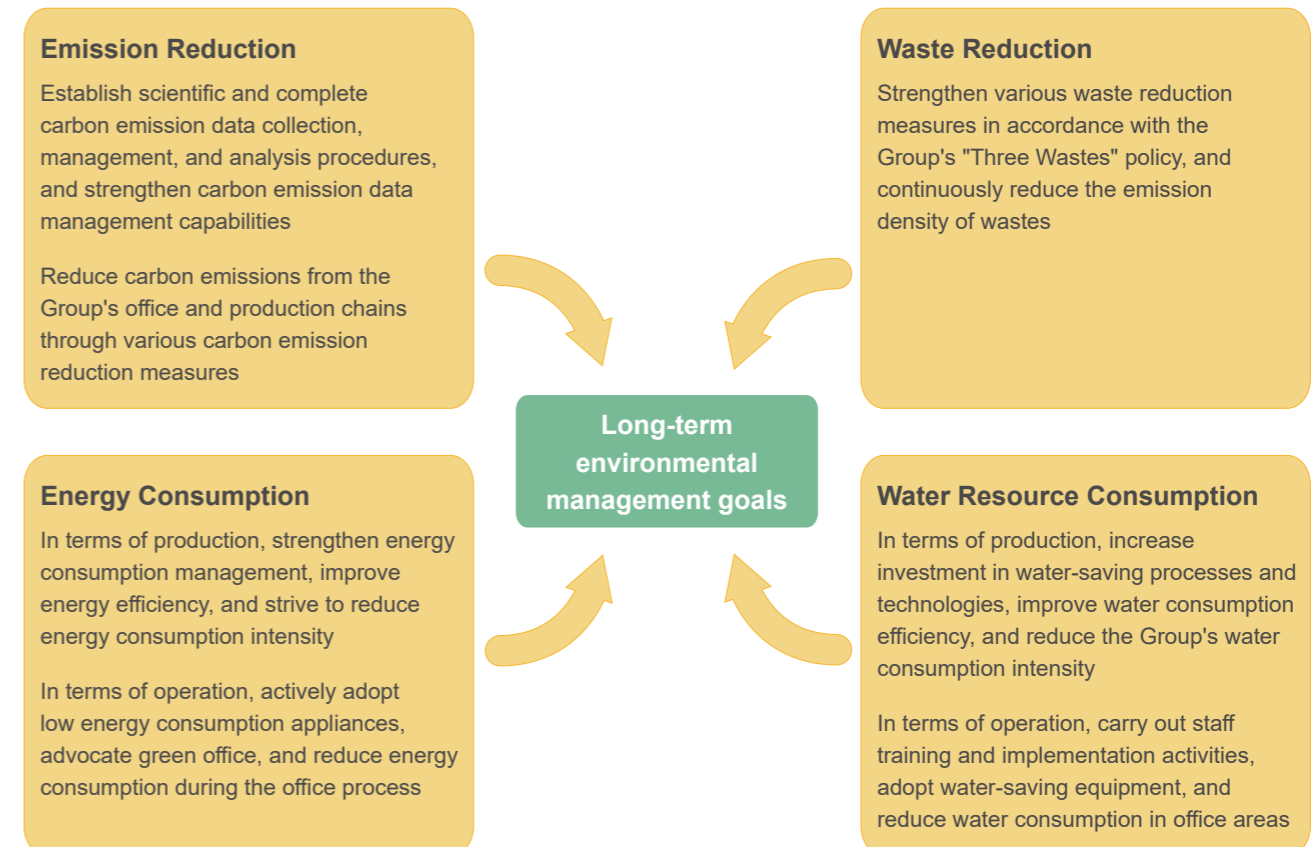 Emission Reduction
Establish scientific and complete
carbon emission data collection,
management, and analysis procedures,
and strengthen carbon emission data
management capabilities
Reduce carbon emissions from the
Group's office and production chains
through various carbon emission
reduction measures
Waste Reduction
Strengthen various waste reduction
measures in accordance with the
Group's "Three Wastes" policy, and
continuously reduce the emission
density of wastes
Long-term
environmental
management goals
Energy Consumption
In terms of production, strengthen energy
consumption management, improve
energy efficiency, and strive to reduce
energy consumption intensity
In terms of operation, actively adopt
low energy consumption appliances,
advocate green office, and reduce energy
consumption during the office process
Water Resource Consumption
In terms of production, increase
investment in water-saving processes and
technologies, improve water consumption
efficiency, and reduce the Group's water
consumption intensity
In terms of operation, carry out staff
training and implementation activities,
adopt water-saving equipment, and
reduce water consumption in office areas